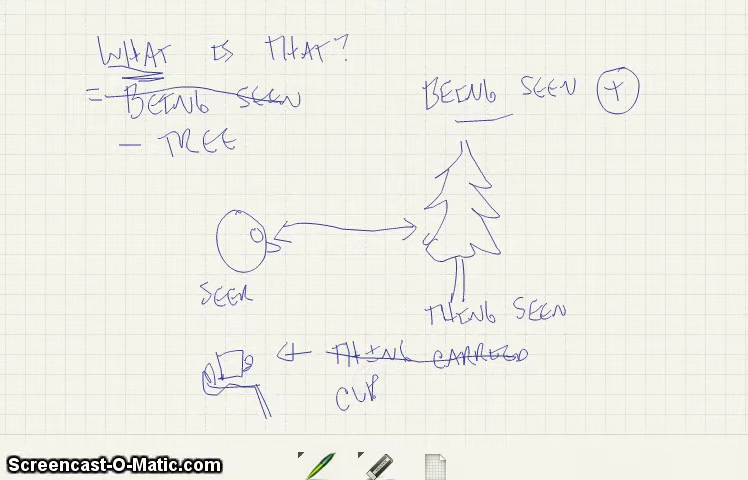 WHAT IS THAT?
= BEING SEEN
- TREE
BEING SEEN +
SEER
THING SEEN
← THING CARRIED
CUP
Screencast-O-Matic.com